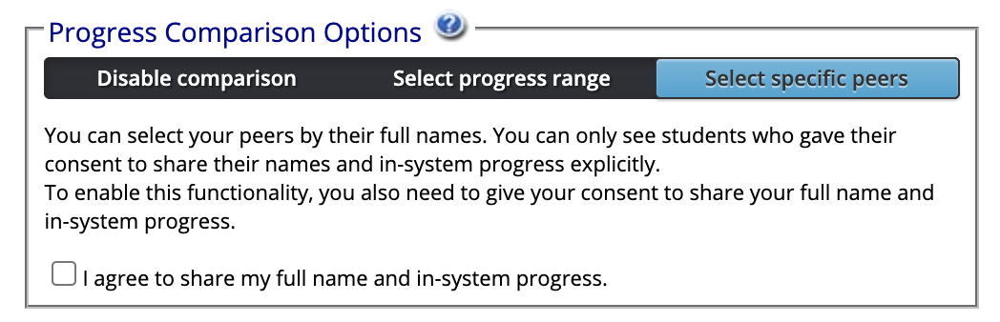 Progress Comparison Options ?
Disable comparison Select progress range Select specific peers
You can select your peers by their full names. You can only see students who gave their
consent to share their names and in-system progress explicitly.
To enable this functionality, you also need to give your consent to share your full name and
in-system progress.
I agree to share my full name and in-system progress.